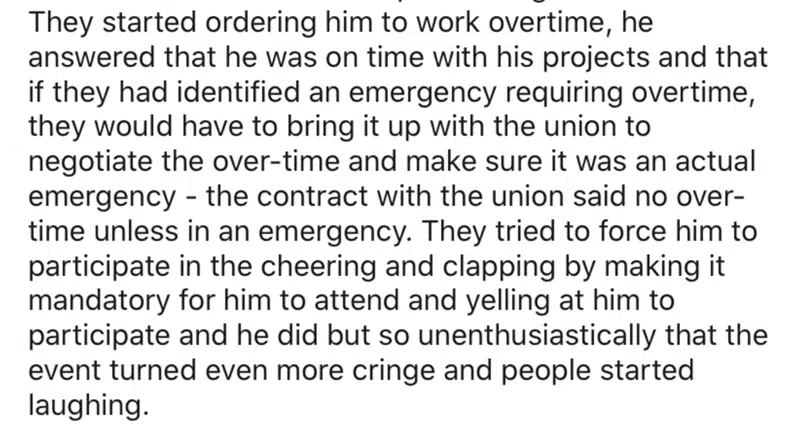 They started ordering him to work overtime, he
answered that he was on time with his projects and that
if they had identified an emergency requiring overtime,
they would have to bring it up with the union to
negotiate the over-time and make sure it was an actual
emergency - the contract with the union said no over-
time unless in an emergency. They tried to force him to
participate in the cheering and clapping by making it
mandatory for him to attend and yelling at him to
participate and he did but so unenthusiastically that the
event turned even more cringe and people started
laughing.